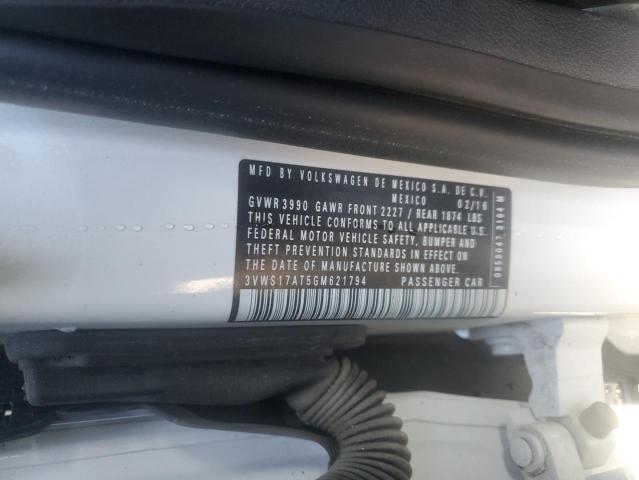 MFD BY VOLKSWAGEN DE MEXICO S.A. DE C.V.
MEXICO 02/16
GVWR 3990 GAWR FRONT 2227 / REAR 1874 LBS
THIS VEHICLE CONFORMS TO ALL APPLICABLE U.S.
FEDERAL MOTOR VEHICLE SAFETY, BUMPER AND
THEFT PREVENTION STANDARDS IN EFFECT ON
THE DATE OF MANUFACTURE SHOWN ABOVE.
3VWS17AT5GM621794 PASSENGER CAR